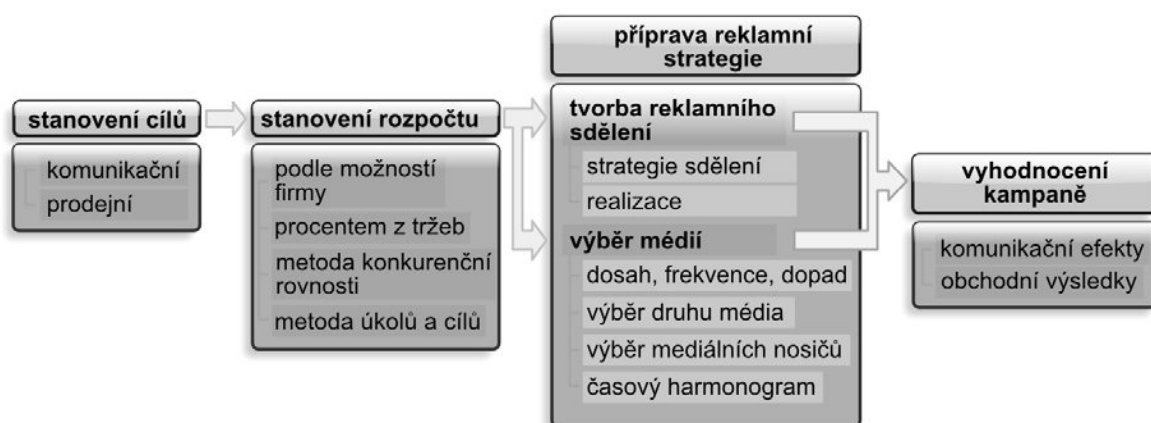 stanovení cílů
komunikační
prodejní
stanovení rozpočtu
podle možností
firmy
procentem z tržeb
metoda konkurenční
rovnosti
metoda úkolů a cílů
příprava reklamní
strategie
tvorba reklamního
sdělení
strategie sdělení
realizace
výběr médií
dosah, frekvence, dopad
výběr druhu média
výběr mediálních nosičů
časový harmonogram
vyhodnocení
kampaně
komunikační efekty
obchodní výsledky